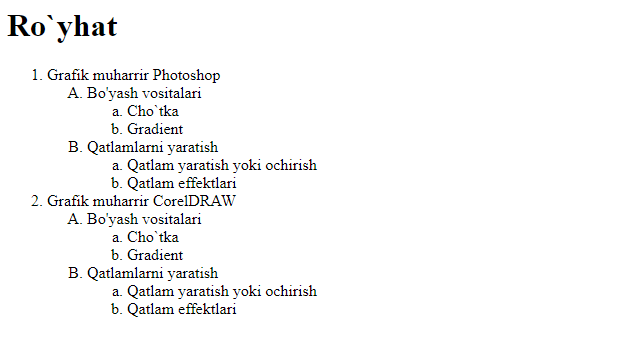 Ro`yhat
1. Grafik muharrir Photoshop
A. Bo'yash vositalari
a. Cho`tka
b. Gradient
B. Qatlamlarni yaratish
a. Qatlam yaratish yoki ochirish
b. Qatlam effektlari
2. Grafik muharrir CorelDRAW
A. Bo'yash vositalari
a. Cho`tka
b. Gradient
B. Qatlamlarni yaratish
a. Qatlam yaratish yoki ochirish
b. Qatlam effektlari